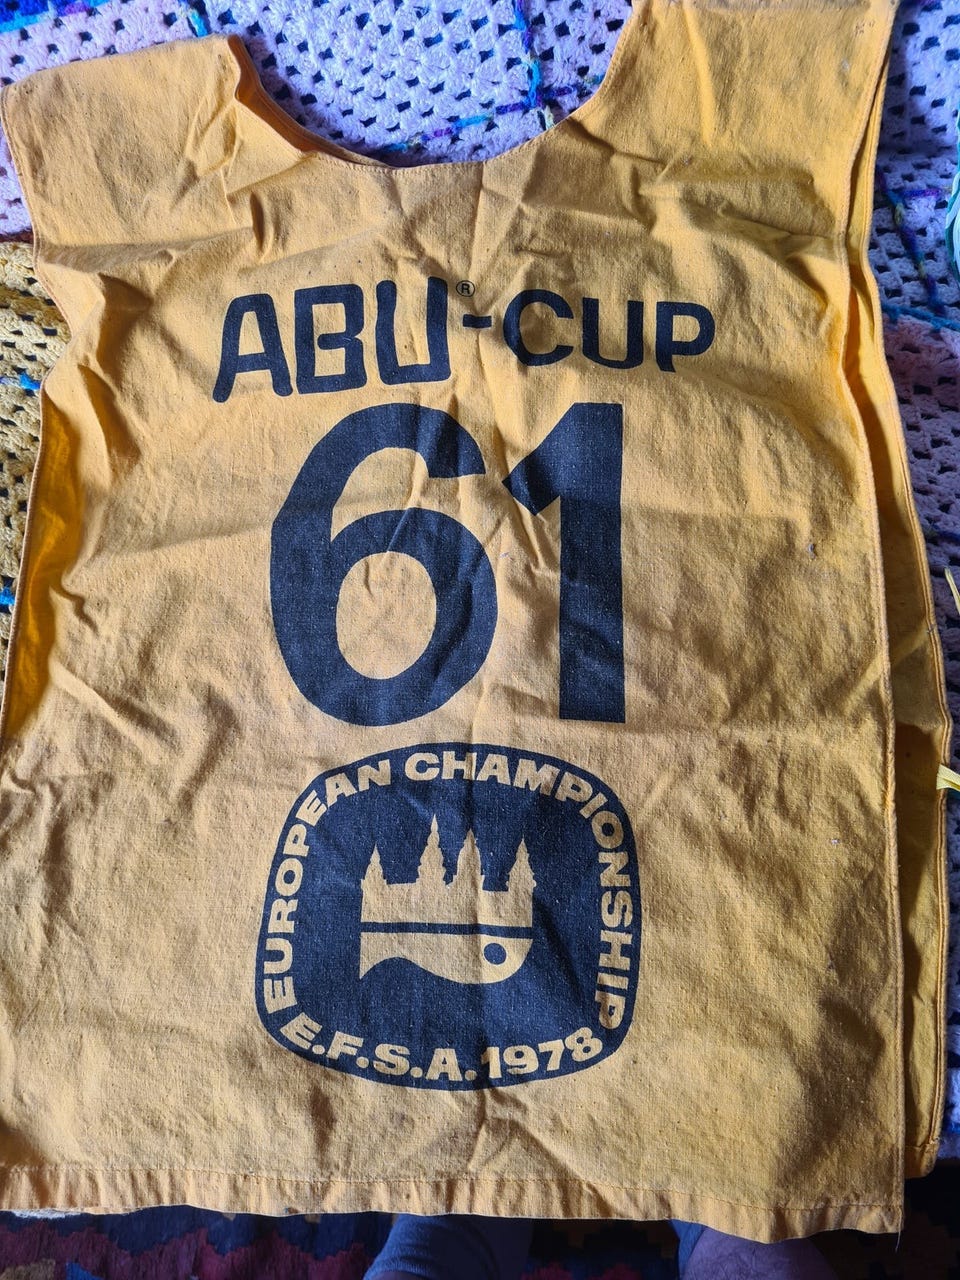 ABU®-CUP
61
EUROPEAN CHAMPIONSHIP
E.F.S.A. 1978